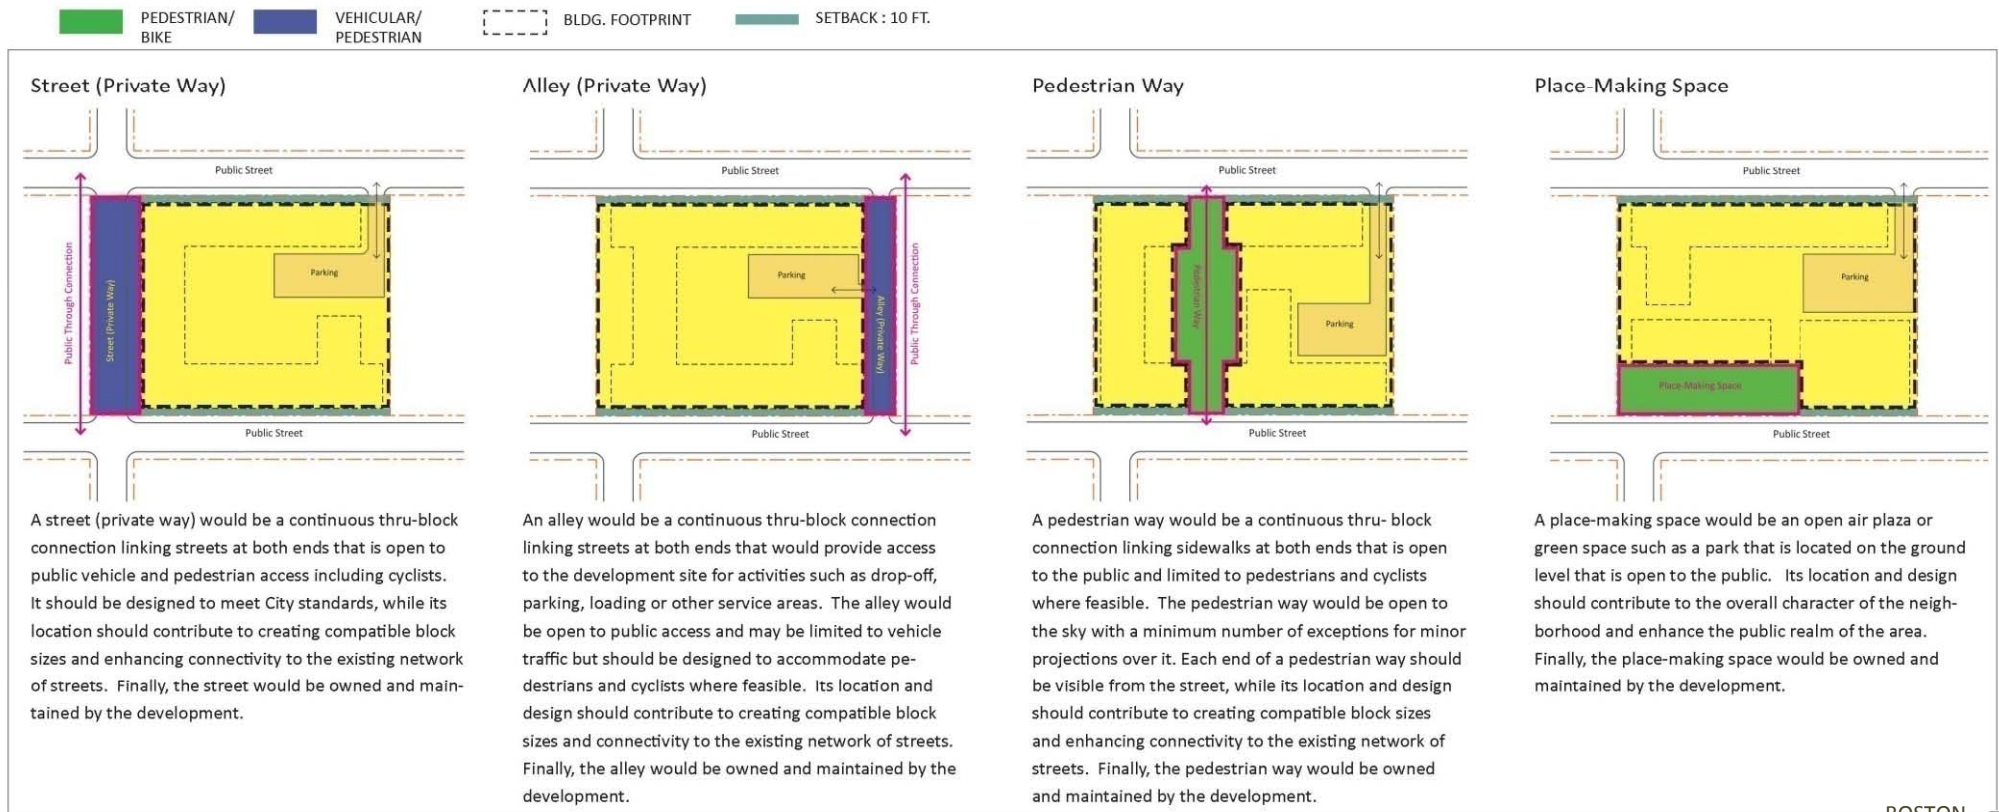 PEDESTRIAN/
BIKE
VEHICULAR/
PEDESTRIAN
BLDG. FOOTPRINT
SETBACK : 10 FT.
Street (Private Way)
Public Street
Public Through Connection
Street (Private Way)
Parking
Public Street
A street (private way) would be a continuous thru-block
connection linking streets at both ends that is open to
public vehicle and pedestrian access including cyclists.
It should be designed to meet City standards, while its
location should contribute to creating compatible block
sizes and enhancing connectivity to the existing network
of streets.  Finally, the street would be owned and main-
tained by the development.
Alley (Private Way)
Public Street
Parking
Alley (Private Way)
Public Through Connection
Public Street
An alley would be a continuous thru-block connection
linking streets at both ends that would provide access
to the development site for activities such as drop-off,
parking, loading or other service areas.  The alley would
be open to public access and may be limited to vehicle
traffic but should be designed to accommodate pe-
destrians and cyclists where feasible.  Its location and
design should contribute to creating compatible block
sizes and connectivity to the existing network of streets.
Finally, the alley would be owned and maintained by the
development.
Pedestrian Way
Public Street
Pedestrian Way
Parking
Public Street
A pedestrian way would be a continuous thru- block
connection linking sidewalks at both ends that is open
to the public and limited to pedestrians and cyclists
where feasible.  The pedestrian way would be open to
the sky with a minimum number of exceptions for minor
projections over it. Each end of a pedestrian way should
be visible from the street, while its location and design
should contribute to creating compatible block sizes
and enhancing connectivity to the existing network of
streets.  Finally, the pedestrian way would be owned
and maintained by the development.
Place-Making Space
Public Street
Parking
Place-Making Space
Public Street
A place-making space would be an open air plaza or
green space such as a park that is located on the ground
level that is open to the public.   Its location and design
should contribute to the overall character of the neigh-
borhood and enhance the public realm of the area.
Finally, the place-making space would be owned and
maintained by the development.
BOSTON